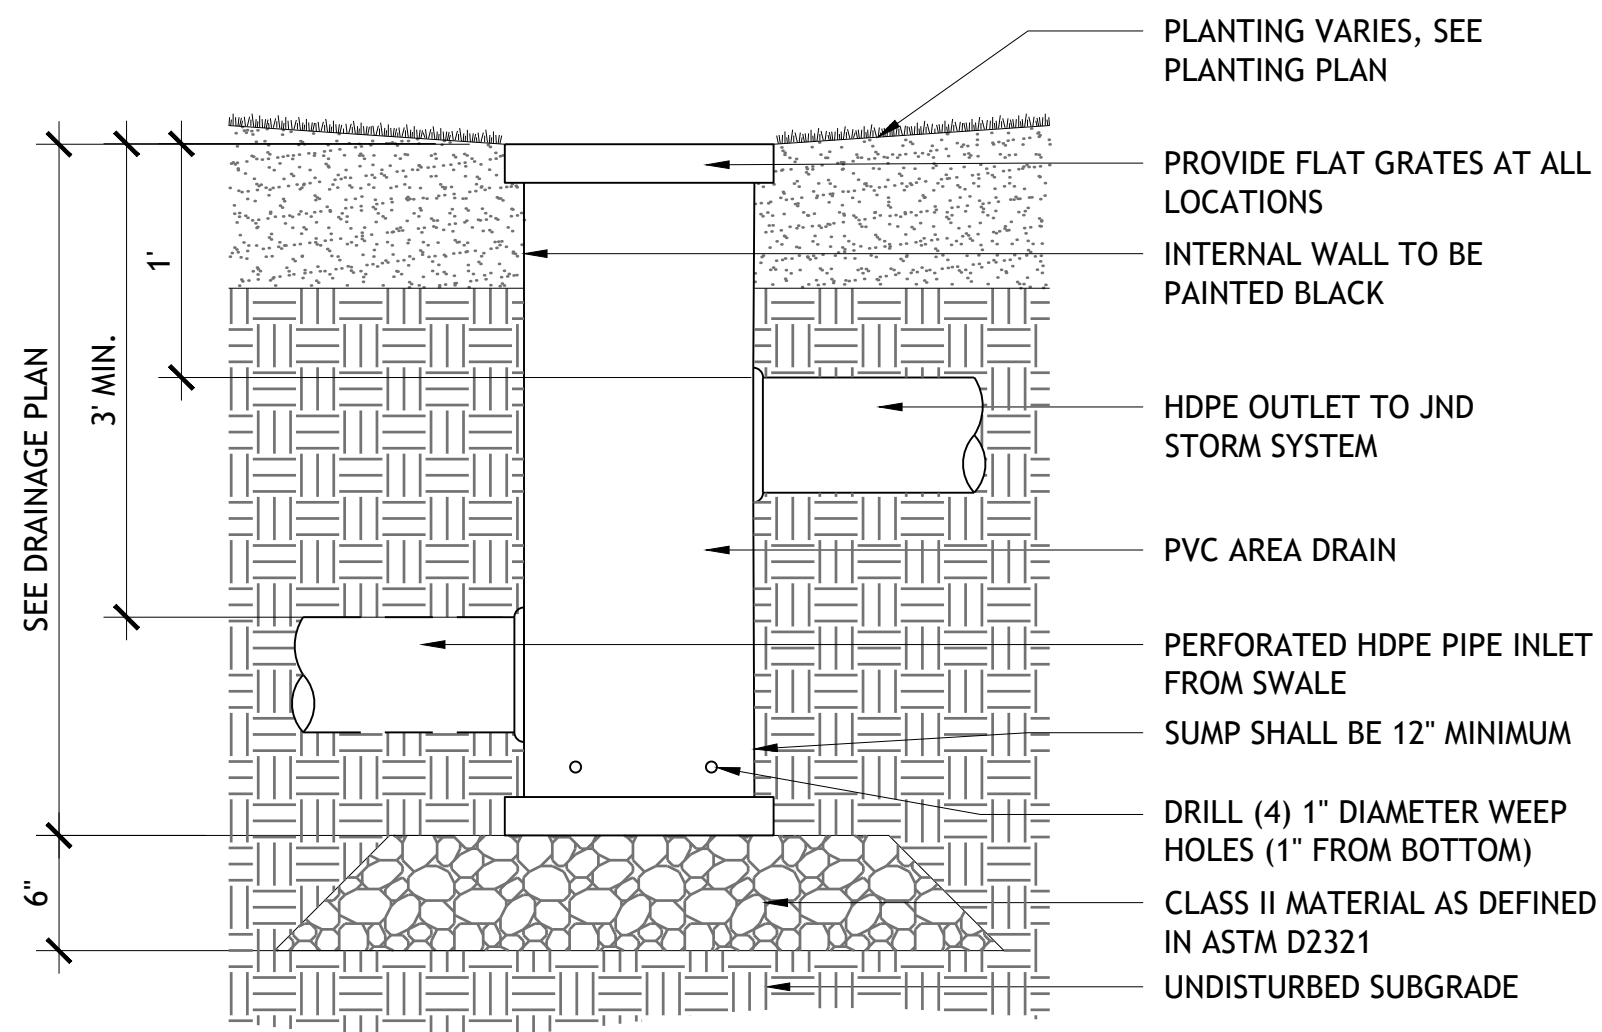 PLANTING VARIES, SEE
PLANTING PLAN
PROVIDE FLAT GRATES AT ALL
LOCATIONS
INTERNAL WALL TO BE
PAINTED BLACK
HDPE OUTLET TO JND
STORM SYSTEM
PVC AREA DRAIN
PERFORATED HDPE PIPE INLET
FROM SWALE
SUMP SHALL BE 12" MINIMUM
DRILL (4) 1" DIAMETER WEEP
HOLES (1" FROM BOTTOM)
CLASS II MATERIAL AS DEFINED
IN ASTM D2321
UNDISTURBED SUBGRADE
SEE DRAINAGE PLAN
3' MIN.
1'
6"